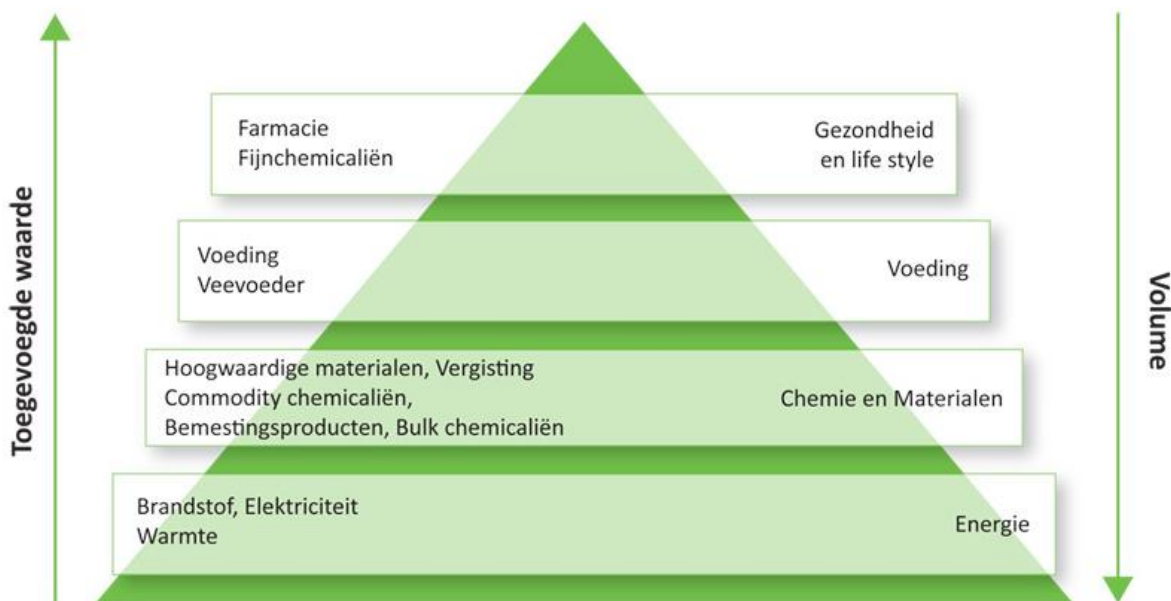 Toegevoegde waarde
Farmacie
Fijnchemicaliën
Gezondheid
en life style
Voeding
Veevoeder
Voeding
Hoogwaardige materialen, Vergisting
Commodity chemicaliën,
Bemestingsproducten, Bulk chemicaliën
Chemie en Materialen
Brandstof, Elektriciteit
Warmte
Energie
Volume